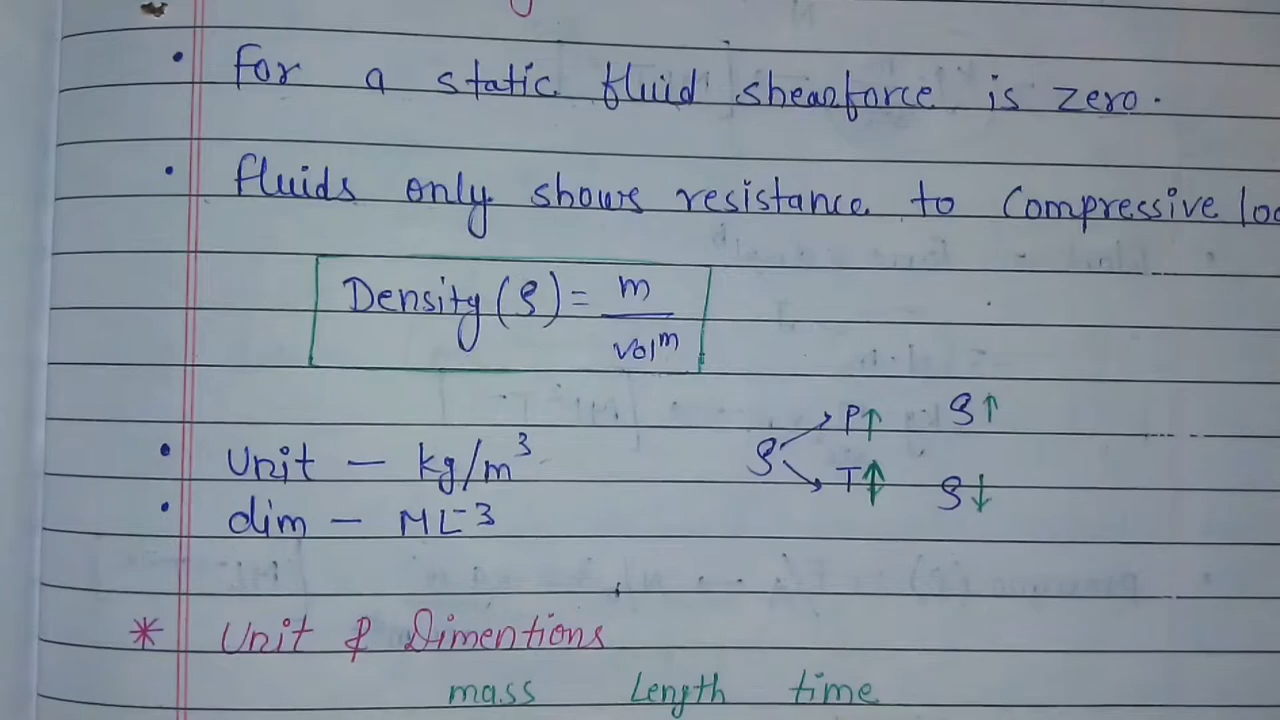 • For a static fluid shearforce is zero.
• fluids only shows resistance to Compressive
Density (ρ) = m / volᵐ
ρ → P↑ ρ↑
→ T↑ ρ↓
• Unit – kg/m³
• dim – ML⁻³
* Unit & Dimentions
mass Length time